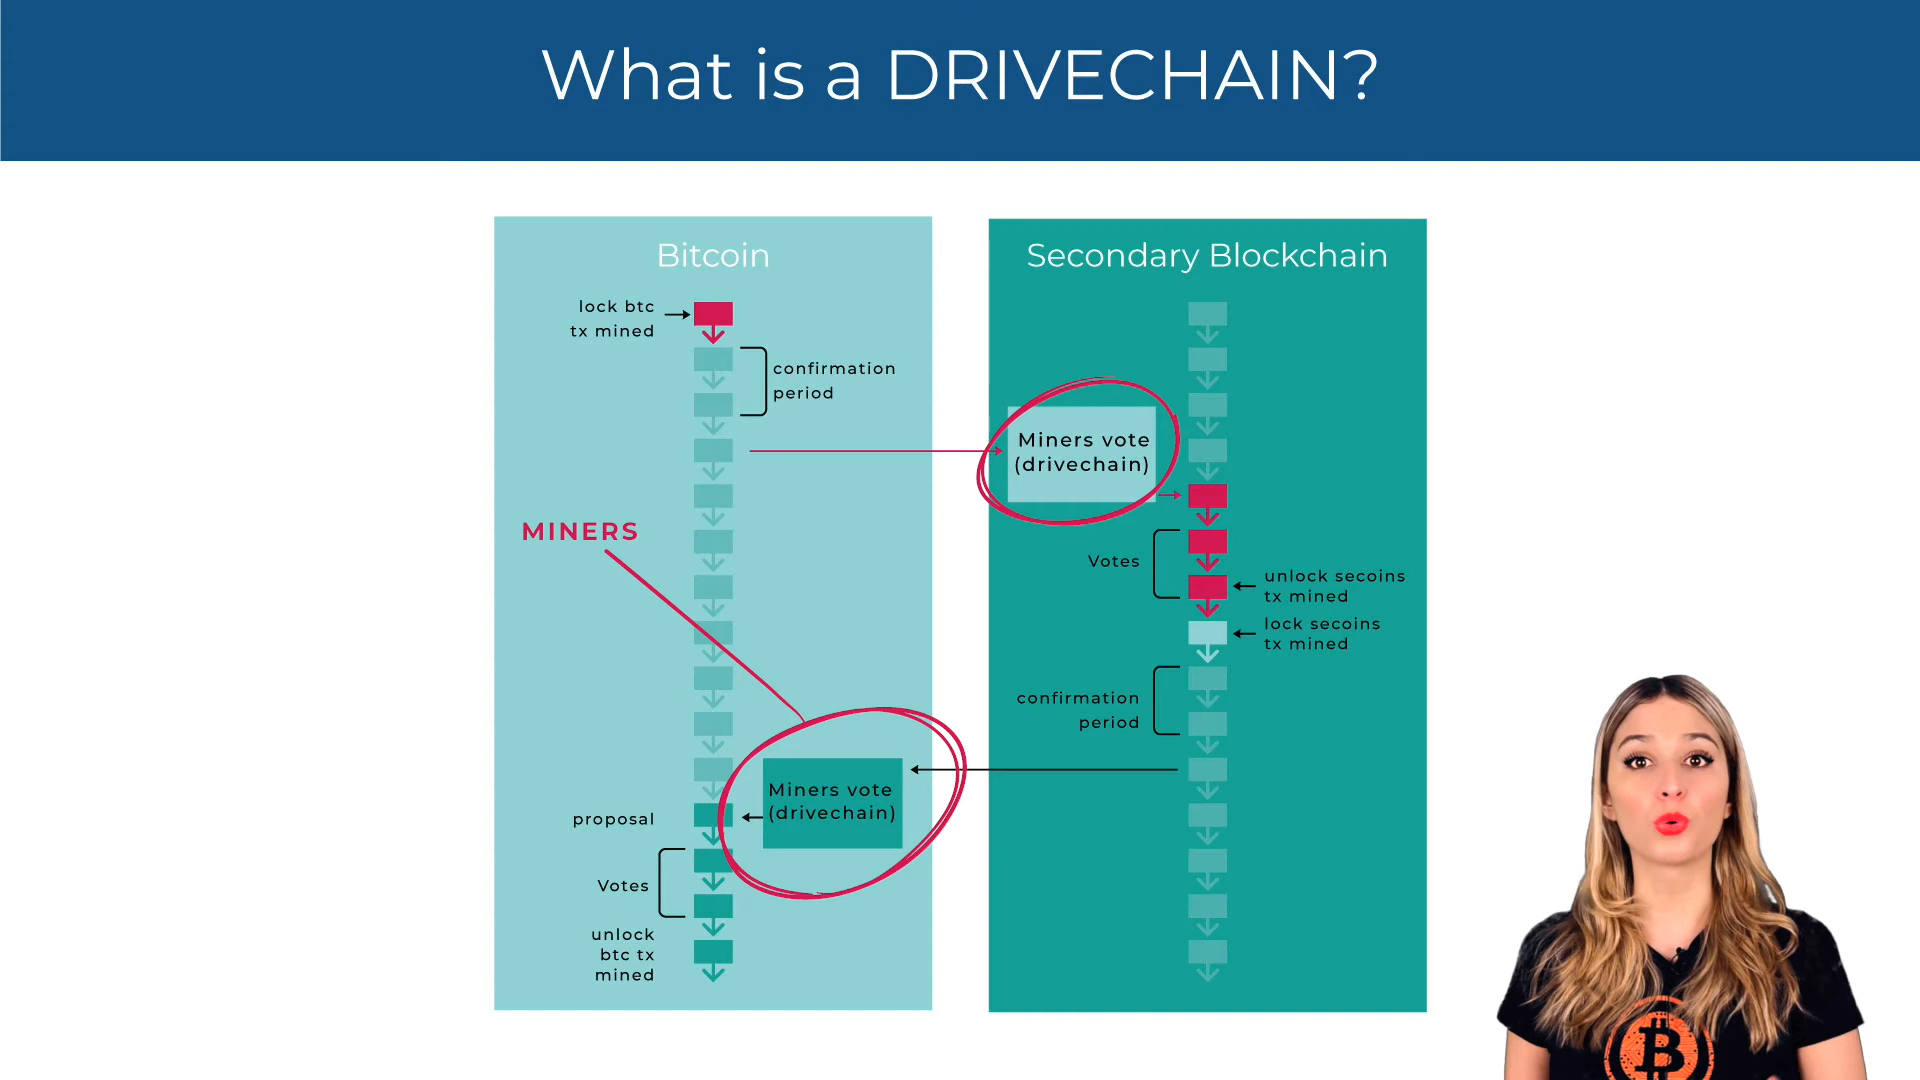 What is a DRIVECHAIN?
Bitcoin
lock btc
tx mined
confirmation
period
MINERS
Miners vote
(drivechain)
proposal
Votes
unlock
btc tx
mined
Secondary Blockchain
Miners vote
(drivechain)
Votes
unlock secoins
tx mined
lock secoins
tx mined
confirmation
period